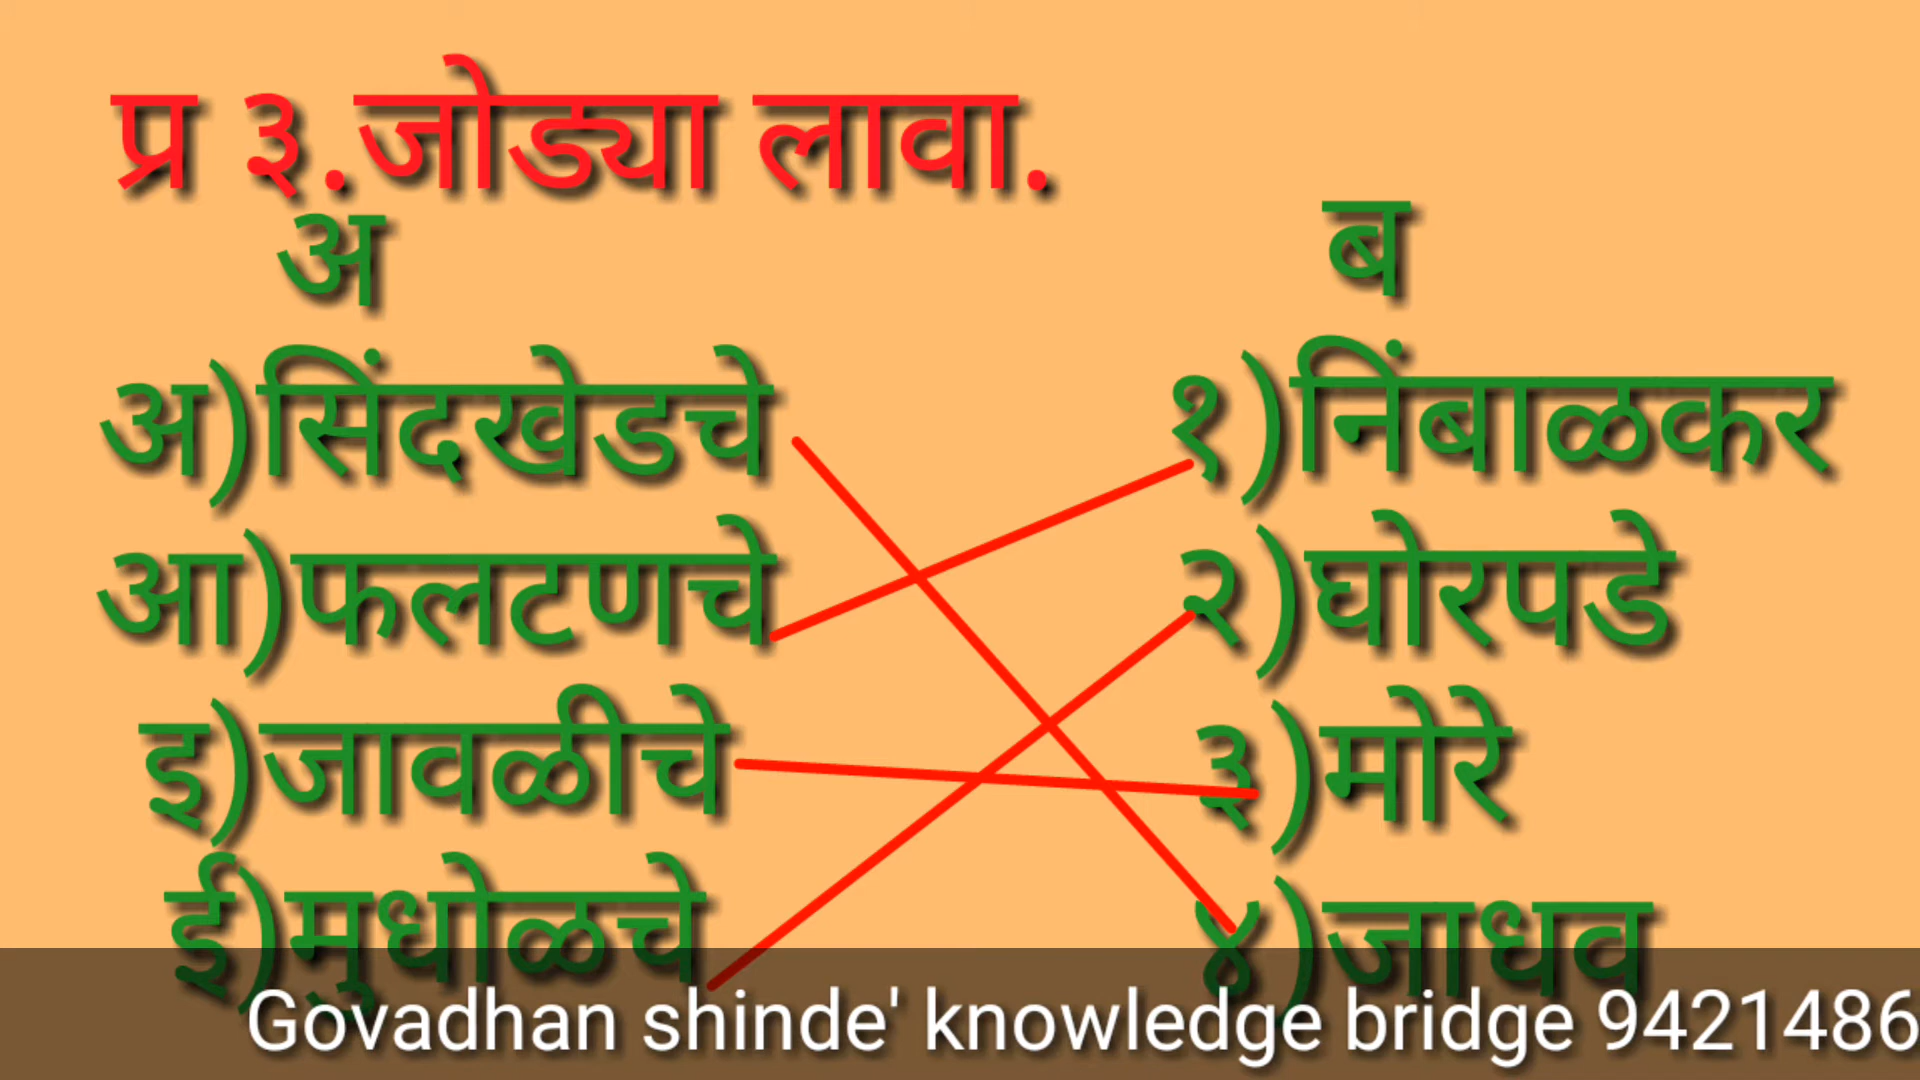 प्र ३.जोड्या लावा.
अ ब
अ)सिंदखेडचे १)निंबाळकर
आ)फलटणचे २)घोरपडे
इ)जावळीचे ३)मोरे
ई)मुधोळचे ४)जाधव
Govadhan shinde' knowledge bridge 9421486